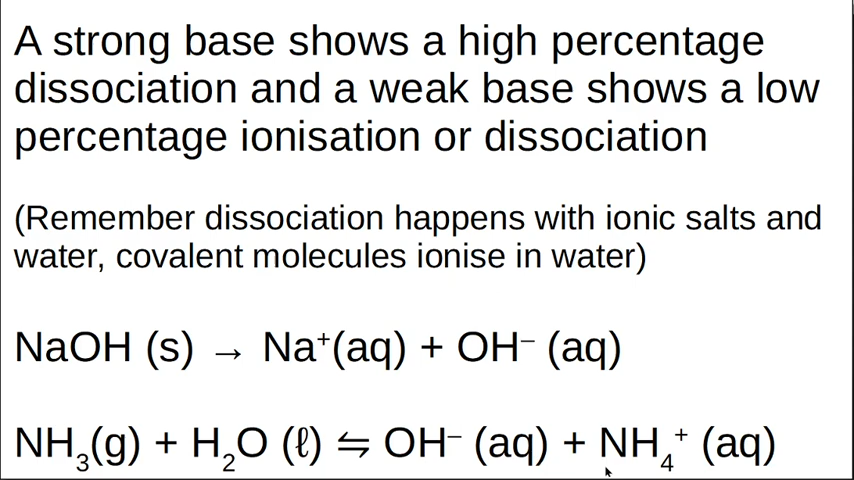 A strong base shows a high percentage
dissociation and a weak base shows a low
percentage ionisation or dissociation
(Remember dissociation happens with ionic salts and
water, covalent molecules ionise in water)
NaOH (s) → Na⁺(aq) + OH⁻ (aq)
NH₃(g) + H₂O (ℓ) ⇋ OH⁻ (aq) + NH₄⁺ (aq)